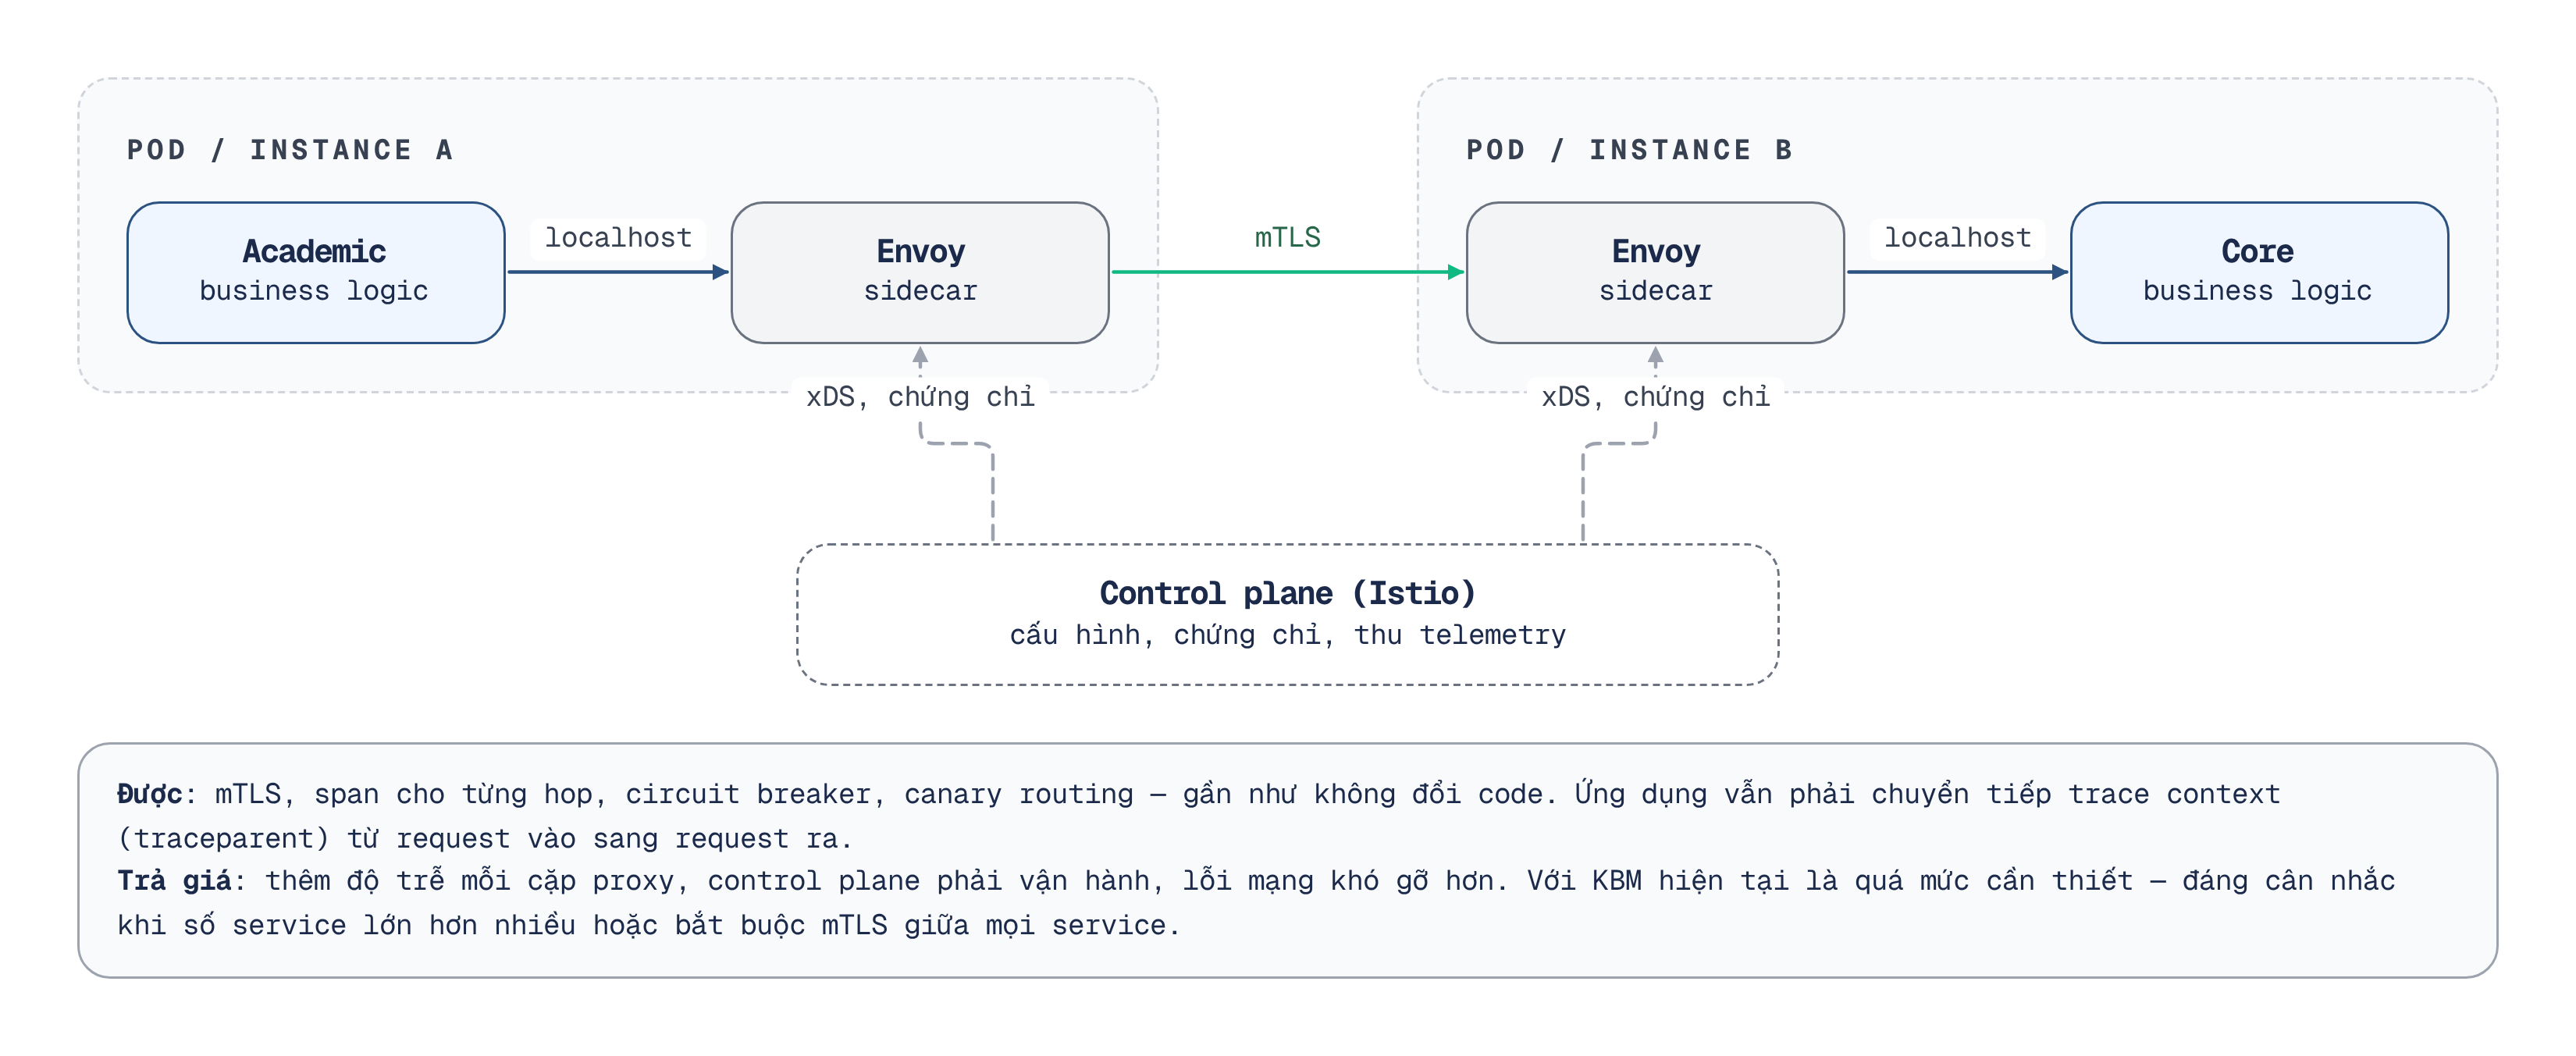 POD / INSTANCE A
POD / INSTANCE B
Academic
business logic
localhost
Envoy
sidecar
mTLS
Envoy
sidecar
localhost
Core
business logic
xDS, chứng chỉ
xDS, chứng chỉ
Control plane (Istio)
cấu hình, chứng chỉ, thu telemetry
Được: mTLS, span cho từng hop, circuit breaker, canary routing — gần như không đổi code. Ứng dụng vẫn phải chuyển tiếp trace context
(traceparent) từ request vào sang request ra.
Trả giá: thêm độ trễ mỗi cặp proxy, control plane phải vận hành, lỗi mạng khó gỡ hơn. Với KBM hiện tại là quá mức cần thiết — đáng cân nhắc
khi số service lớn hơn nhiều hoặc bắt buộc mTLS giữa mọi service.